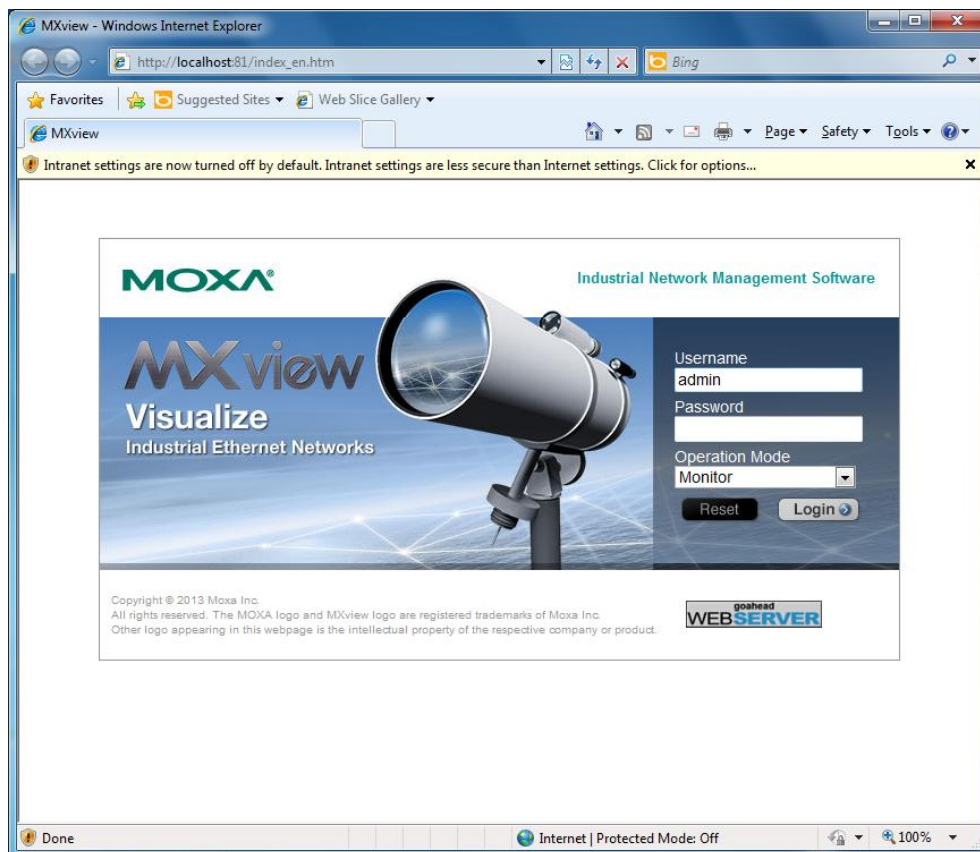 MXview - Windows Internet Explorer
http://localhost:81/index_en.htm
Bing
Favorites
Suggested Sites
Web Slice Gallery
MXview
Page
Safety
Tools
Intranet settings are now turned off by default. Intranet settings are less secure than Internet settings. Click for options...
MOXA®
Industrial Network Management Software
MXview
Visualize
Industrial Ethernet Networks
Username
admin
Password
Operation Mode
Monitor
Reset
Login
Copyright © 2013 Moxa Inc.
All rights reserved. The MOXA logo and MXview logo are registered trademarks of Moxa Inc.
Other logo appearing in this webpage is the intellectual property of the respective company or product.
goahead
WEBSERVER
Done
Internet | Protected Mode: Off
100%